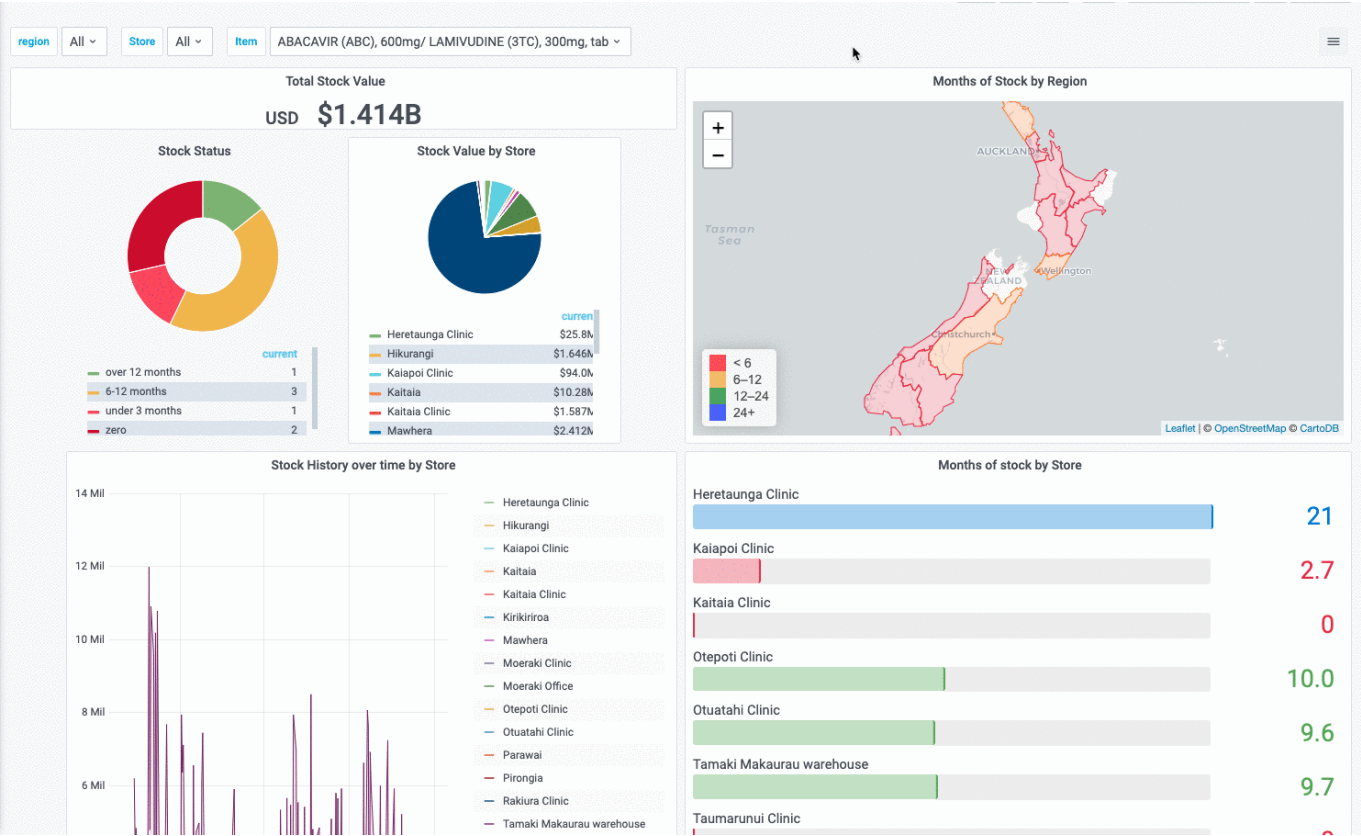 region All Store All Item ABACAVIR (ABC), 600mg/ LAMIVUDINE (3TC), 300mg, tab
Total Stock Value
USD $1.414B
Stock Status
current
over 12 months 1
6-12 months 3
under 3 months 1
zero 2
Stock Value by Store
curren
Heretaunga Clinic $25.8M
Hikurangi $1.646M
Kaiapoi Clinic $94.0M
Kaitaia $10.28M
Kaitaia Clinic $1.587M
Mawhera $2.412M
Months of Stock by Region
+
−
AUCKLAND
Tasman
Sea
NEW
ZEALAND
Wellington
Christchurch
< 6
6–12
12–24
24+
Leaflet | © OpenStreetMap © CartoDB
Stock History over time by Store
14 Mil
12 Mil
10 Mil
8 Mil
6 Mil
Heretaunga Clinic
Hikurangi
Kaiapoi Clinic
Kaitaia
Kaitaia Clinic
Kirikiriroa
Mawhera
Moeraki Clinic
Moeraki Office
Otepoti Clinic
Otuatahi Clinic
Parawai
Pirongia
Rakiura Clinic
Tamaki Makaurau warehouse
Months of stock by Store
Heretaunga Clinic
21
Kaiapoi Clinic
2.7
Kaitaia Clinic
0
Otepoti Clinic
10.0
Otuatahi Clinic
9.6
Tamaki Makaurau warehouse
9.7
Taumarunui Clinic